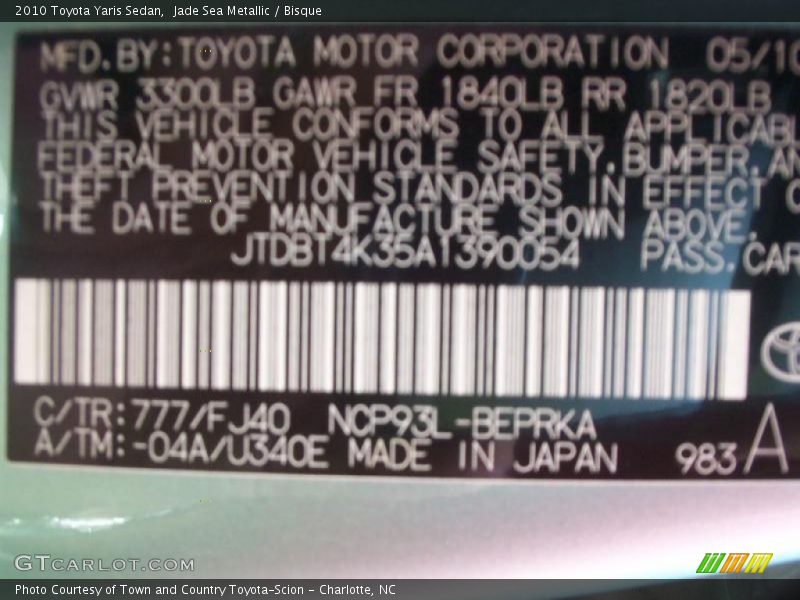 2010 Toyota Yaris Sedan,  Jade Sea Metallic / Bisque
MFD.BY:TOYOTA MOTOR CORPORATION 05/10
GVWR 3300LB GAWR FR 1840LB RR 1820LB
THIS VEHICLE CONFORMS TO ALL APPLICABL
FEDERAL MOTOR VEHICLE SAFETY,BUMPER,AN
THEFT PREVENTION STANDARDS IN EFFECT O
THE DATE OF MANUFACTURE SHOWN ABOVE.
JTDBT4K35A1390054 PASS.CAR
C/TR:777/FJ40 NCP93L-BEPRKA
A/TM:-04A/U340E MADE IN JAPAN 983 A
GTCARLOT.COM
Photo Courtesy of Town and Country Toyota-Scion - Charlotte, NC